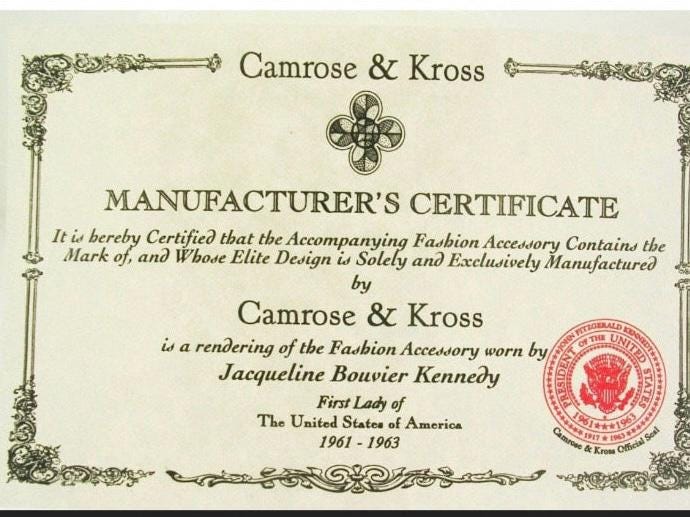 Camrose & Kross
MANUFACTURER'S CERTIFICATE
It is hereby Certified that the Accompanying Fashion Accessory Contains the
Mark of, and Whose Elite Design is Solely and Exclusively Manufactured
by
Camrose & Kross
is a rendering of the Fashion Accessory worn by
Jacqueline Bouvier Kennedy
First Lady of
The United States of America
1961 - 1963
JOHN FITZGERALD KENNEDY
PRESIDENT OF THE UNITED STATES
1961★★★1963
★ 1917 ★ 1963 ★
Camrose & Kross Official Seal